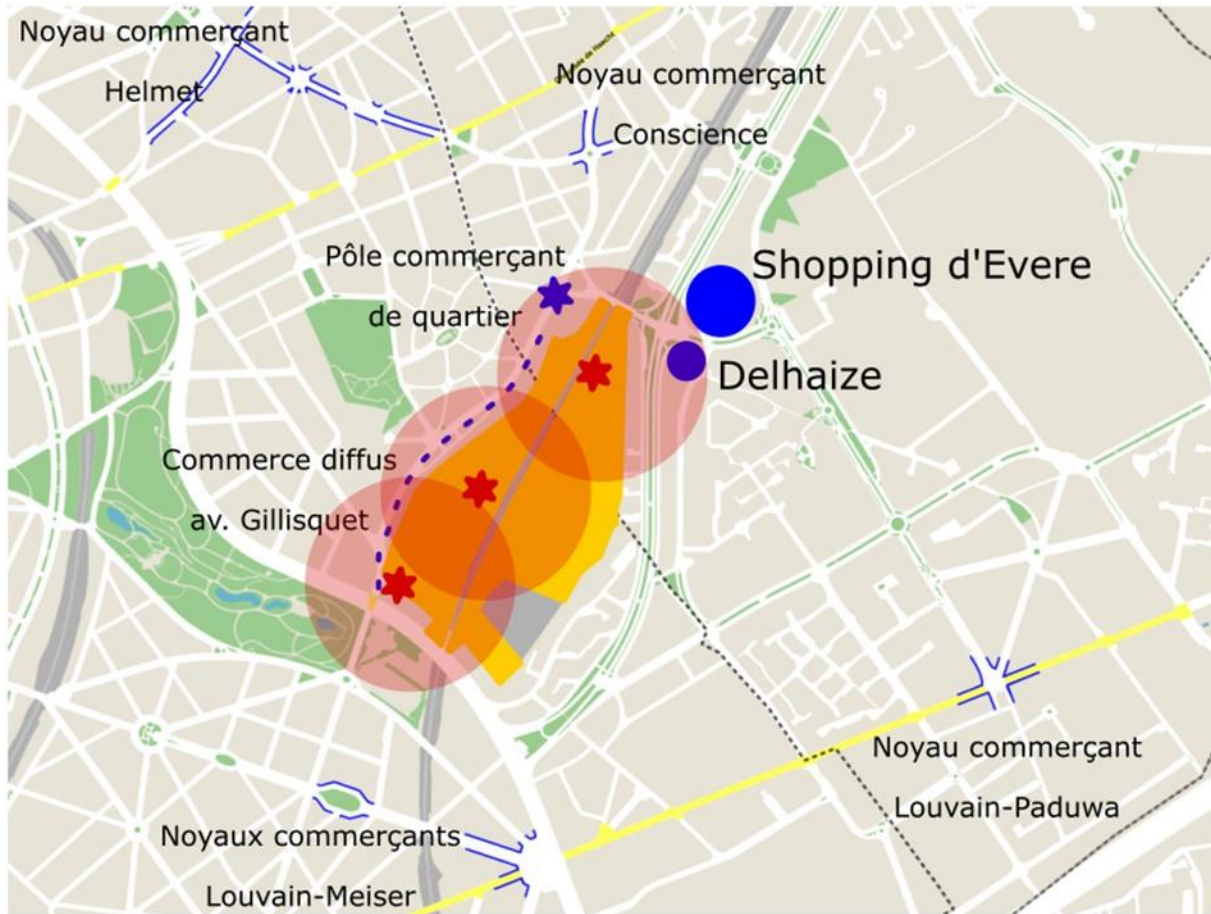 Noyau commerçant
Helmet
Noyau commerçant
Conscience
Pôle commerçant
de quartier
Shopping d'Evere
Delhaize
Commerce diffus
av. Gillisquet
Noyau commerçant
Louvain-Paduwa
Noyaux commerçants
Louvain-Meiser